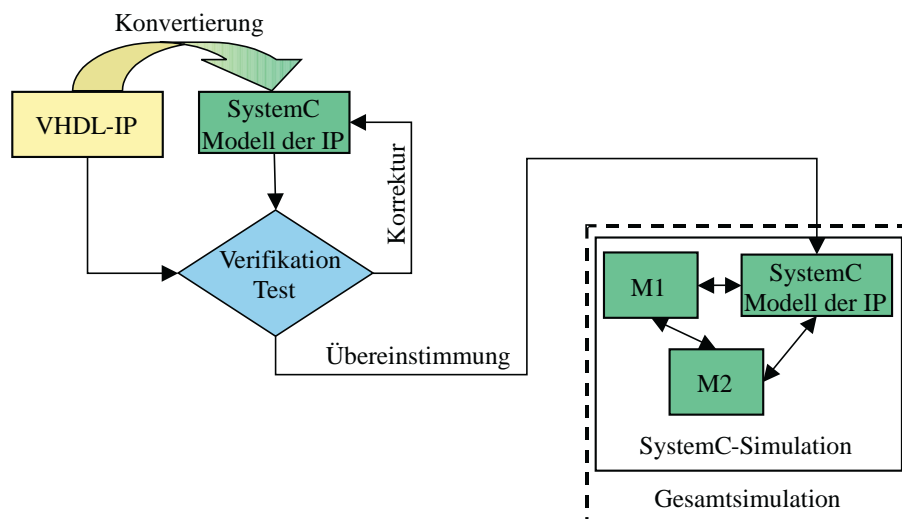 Konvertierung
VHDL-IP
SystemC
Modell der IP
Korrektur
Verifikation
Test
Übereinstimmung
M1
SystemC
Modell der IP
M2
SystemC-Simulation
Gesamtsimulation